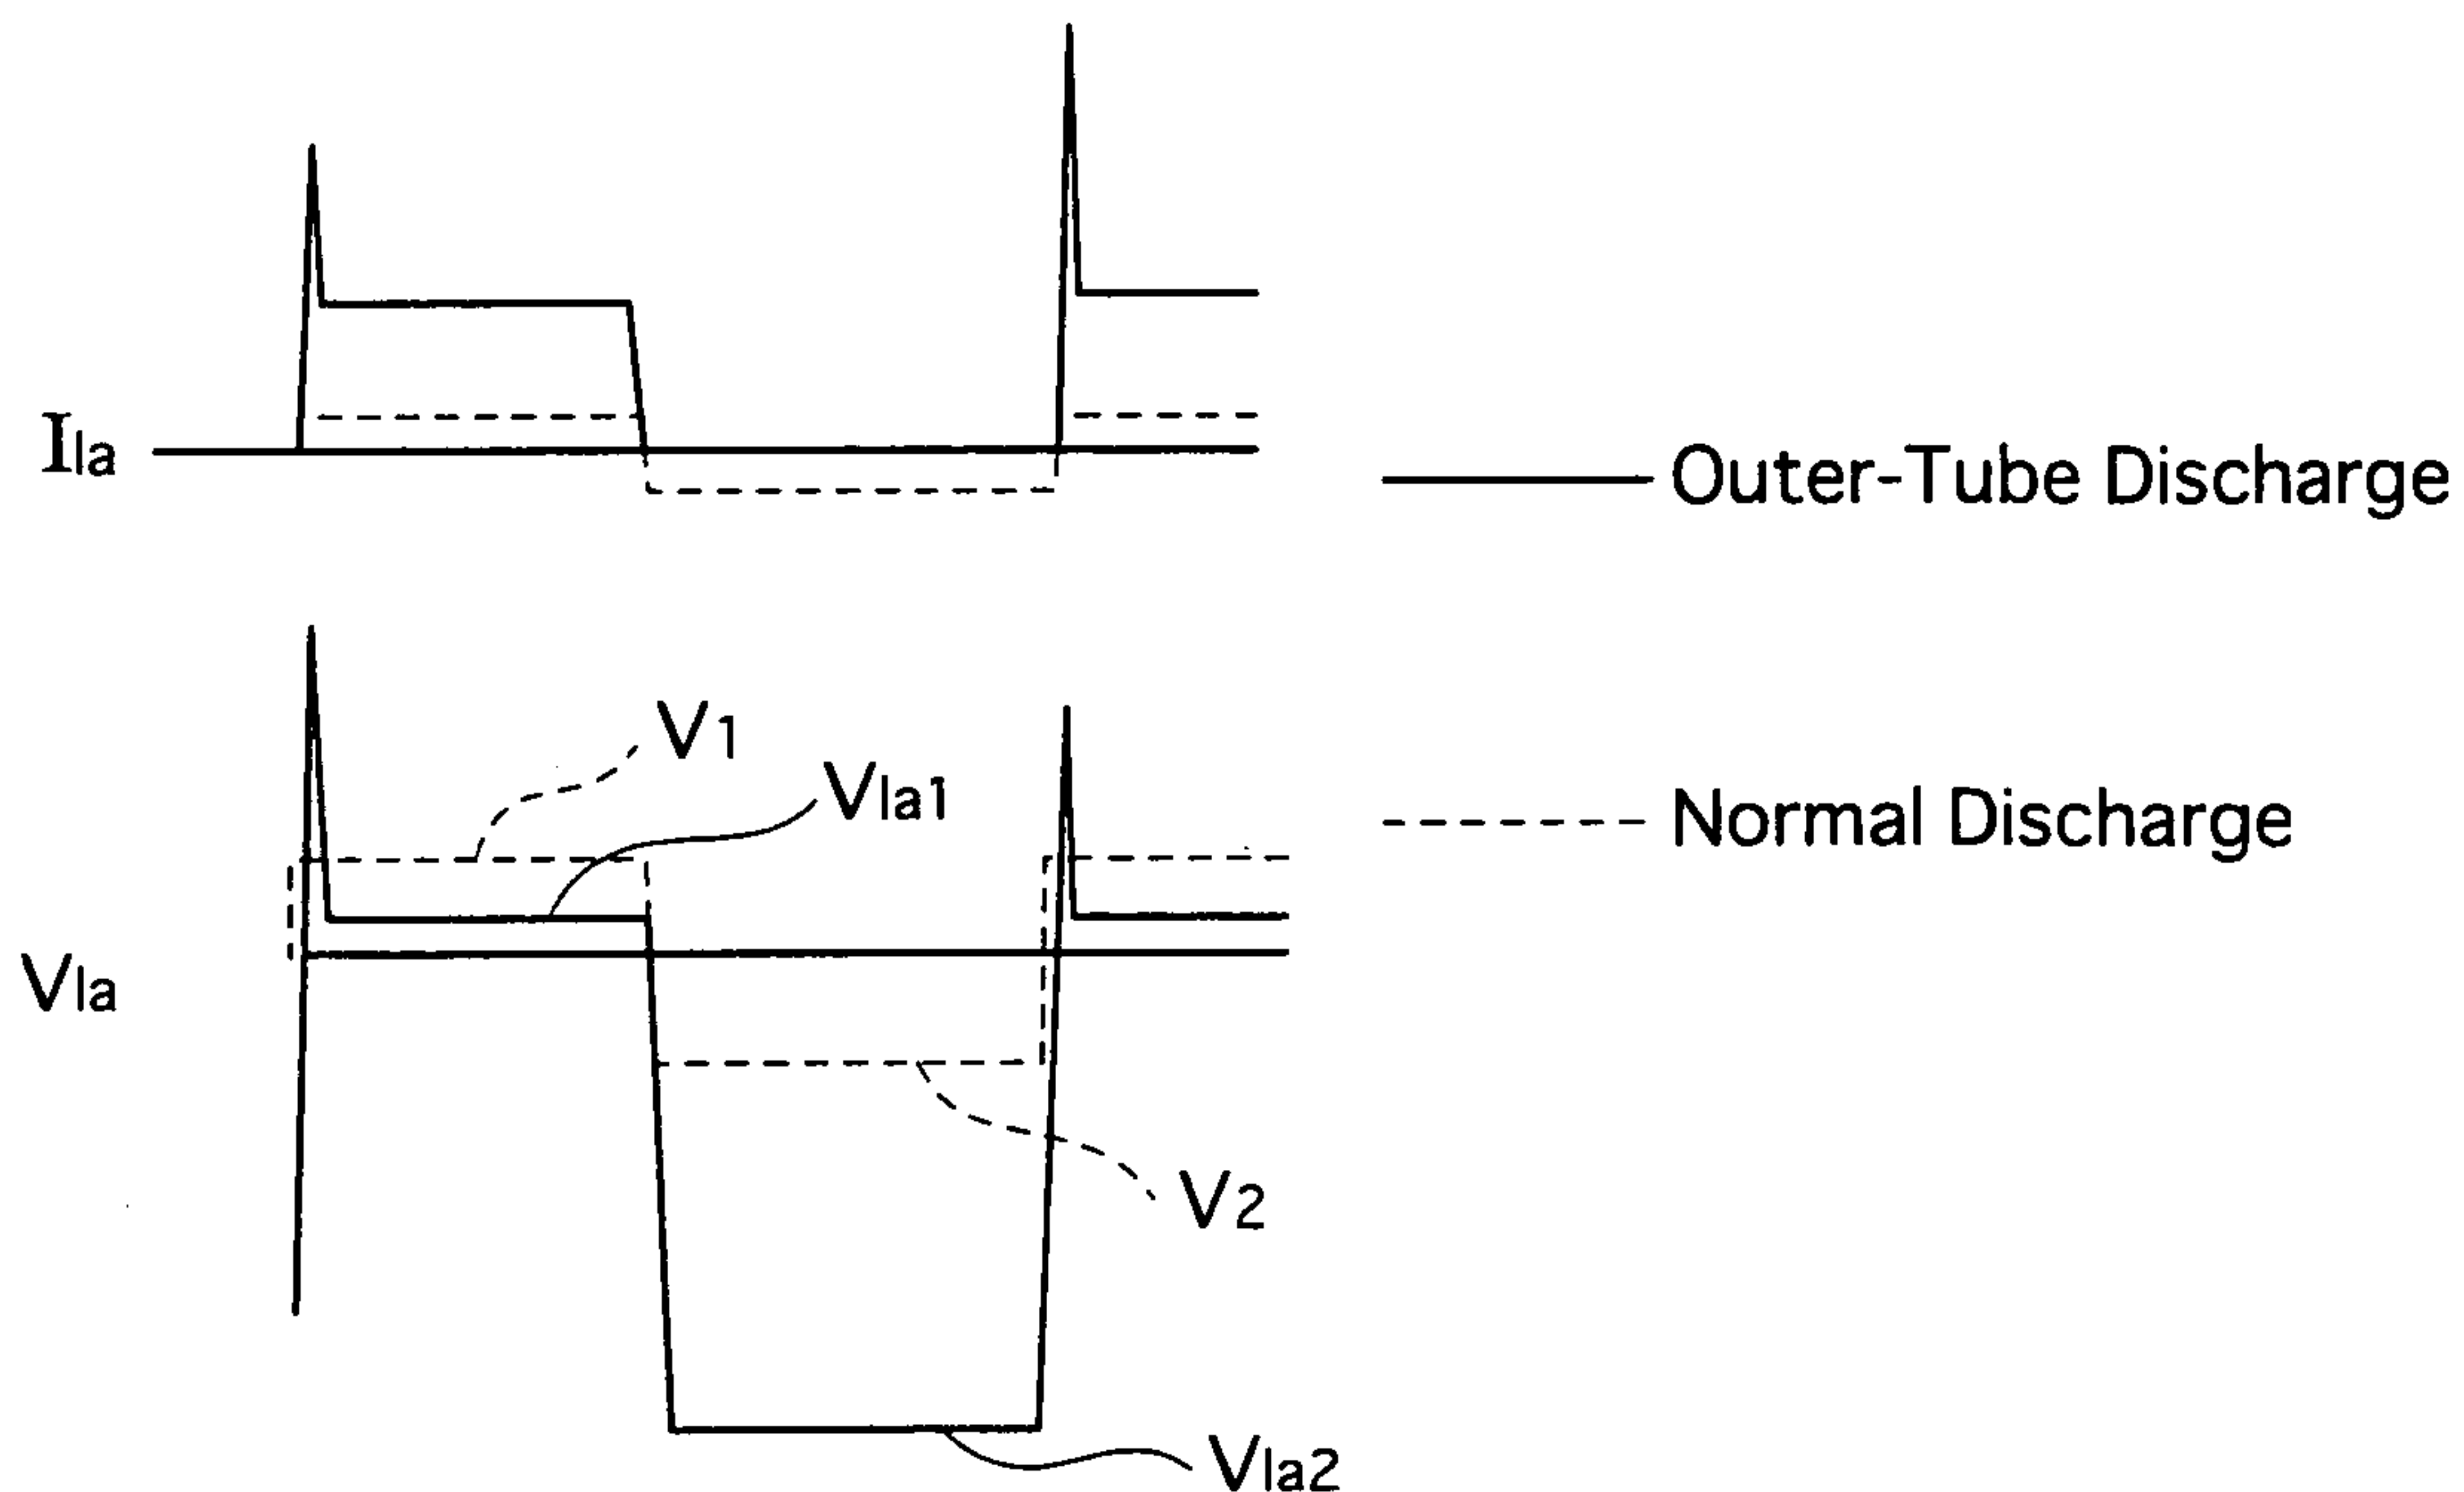 Ila
Outer-Tube Discharge
V1
Vla1
Normal Discharge
Vla
V2
Vla2